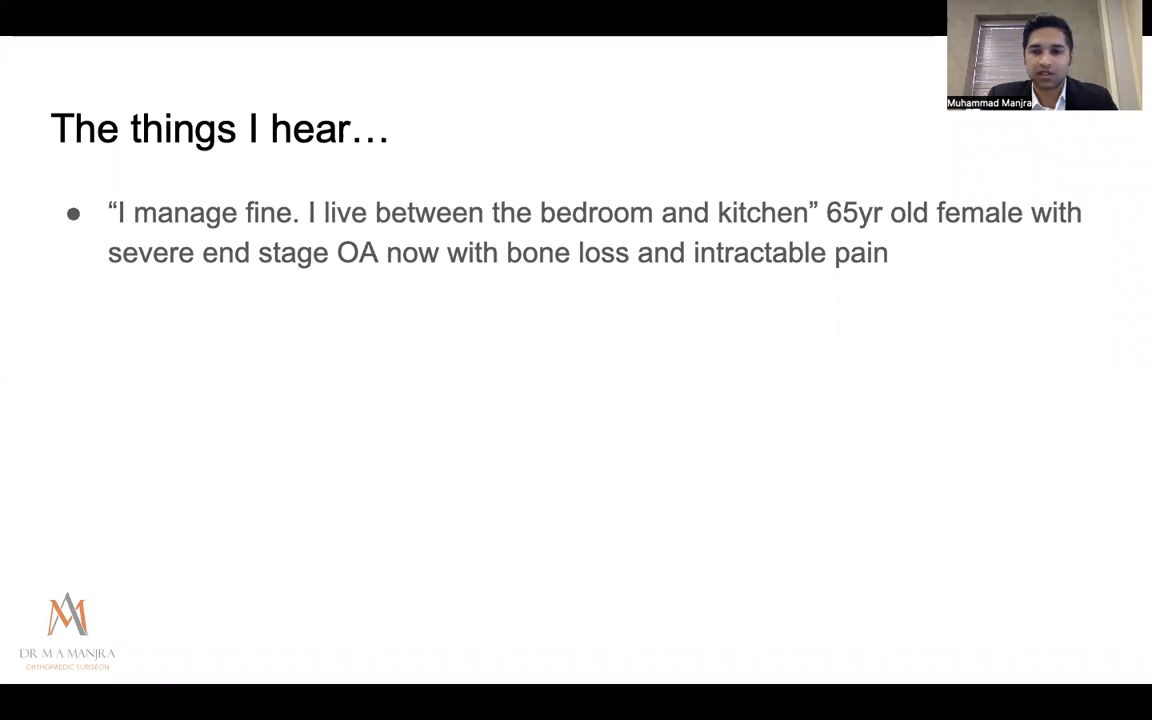 Muhammad Manjra
The things I hear…
● “I manage fine. I live between the bedroom and kitchen” 65yr old female with
severe end stage OA now with bone loss and intractable pain
DR M A MANJRA
ORTHOPAEDIC SURGEON